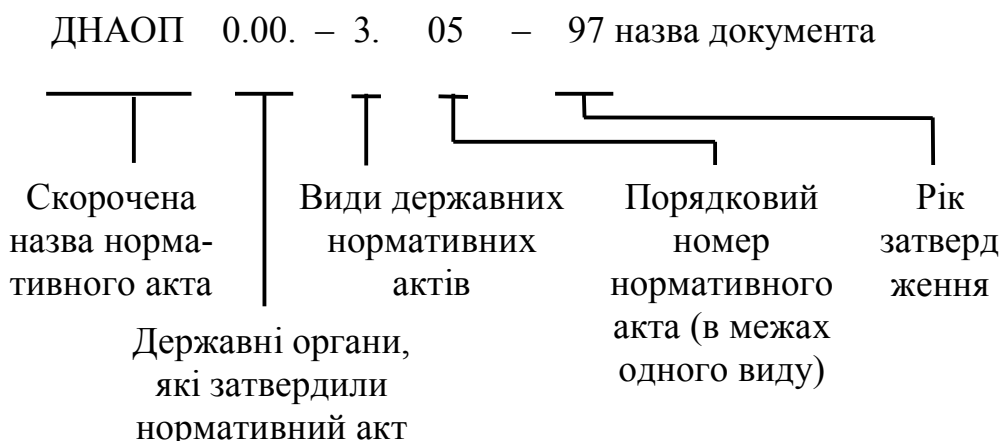 ДНАОП 0.00. – 3. 05 – 97 назва документа
Скорочена
назва норма-
тивного акта
Державні органи,
які затвердили
нормативний акт
Види державних
нормативних
актів
Порядковий
номер
нормативного
акта (в межах
одного виду)
Рік
затверд
ження